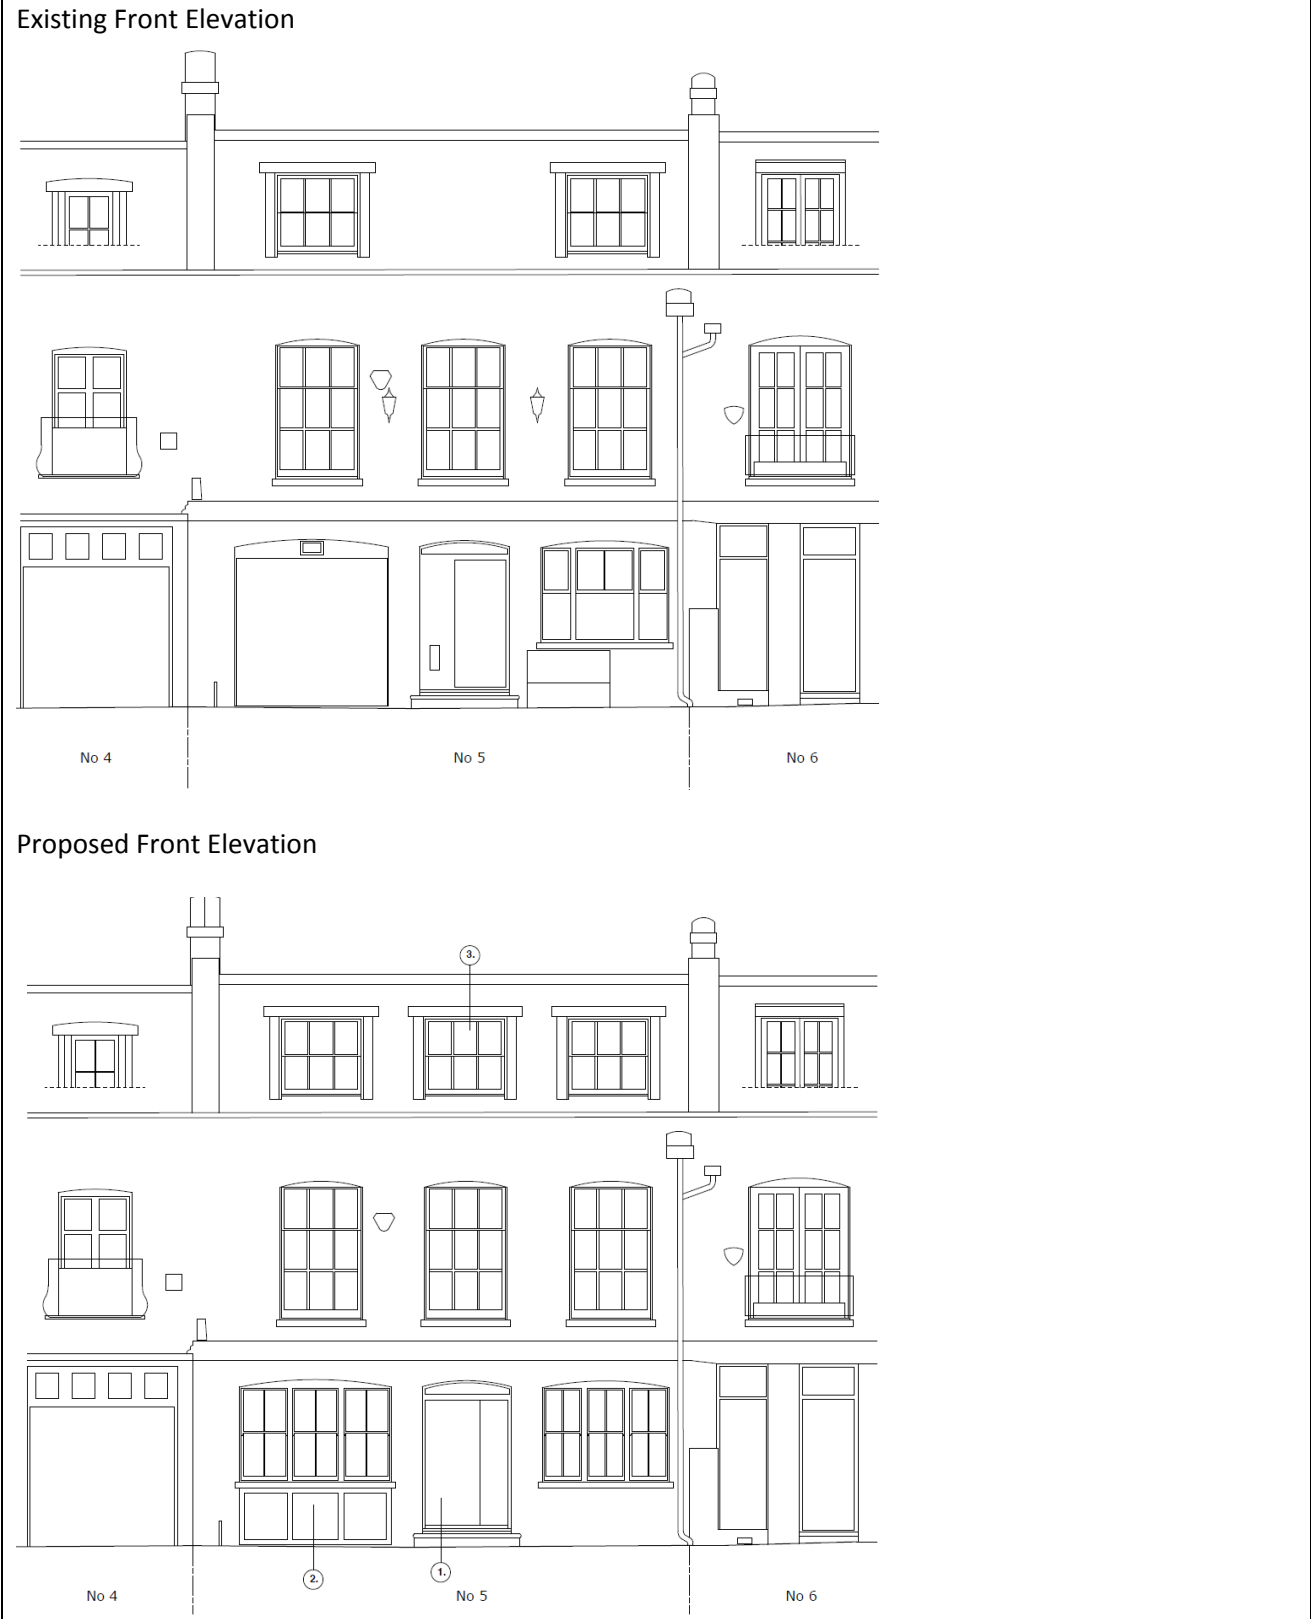 Existing Front Elevation
No 4
No 5
No 6
Proposed Front Elevation
3.
2.
1.
No 4
No 5
No 6